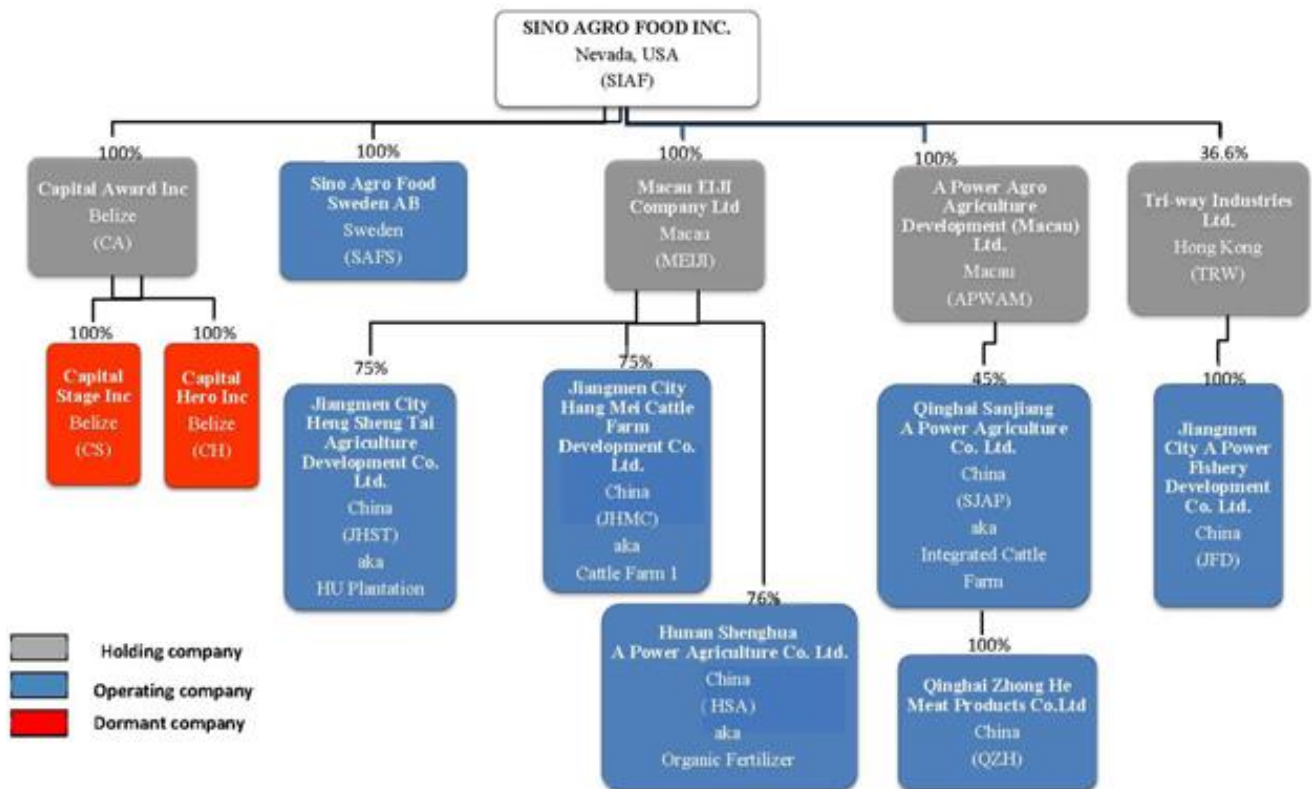 SINO AGRO FOOD INC.
Nevada, USA
(SIAF)
100%
Capital Award Inc
Belize
(CA)
100%
Sino Agro Food
Sweden AB
Sweden
(SAFS)
100%
Macau EIJI
Company Ltd
Macau
(MEIJI)
100%
A Power Agro
Agriculture
Development (Macau)
Ltd.
Macau
(APWAM)
36.6%
Tri-way Industries
Ltd.
Hong Kong
(TRW)
100%
Capital
Stage Inc
Belize
(CS)
100%
Capital
Hero Inc
Belize
(CH)
75%
Jiangmen City
Heng Sheng Tai
Agriculture
Development Co.
Ltd.
China
(JHST)
aka
HU Plantation
75%
Jiangmen City
Hang Mei Cattle
Farm
Development Co.
Ltd.
China
(JHMC)
aka
Cattle Farm 1
76%
Hunan Shenghua
A Power Agriculture Co. Ltd.
China
( HSA)
aka
Organic Fertilizer
45%
Qinghai Sanjiang
A Power Agriculture
Co. Ltd.
China
(SJAP)
aka
Integrated Cattle
Farm
100%
Qinghai Zhong He
Meat Products Co.Ltd
China
(QZH)
100%
Jiangmen
City A Power
Fishery
Development
Co. Ltd.
China
(JFD)
Holding company
Operating company
Dormant company